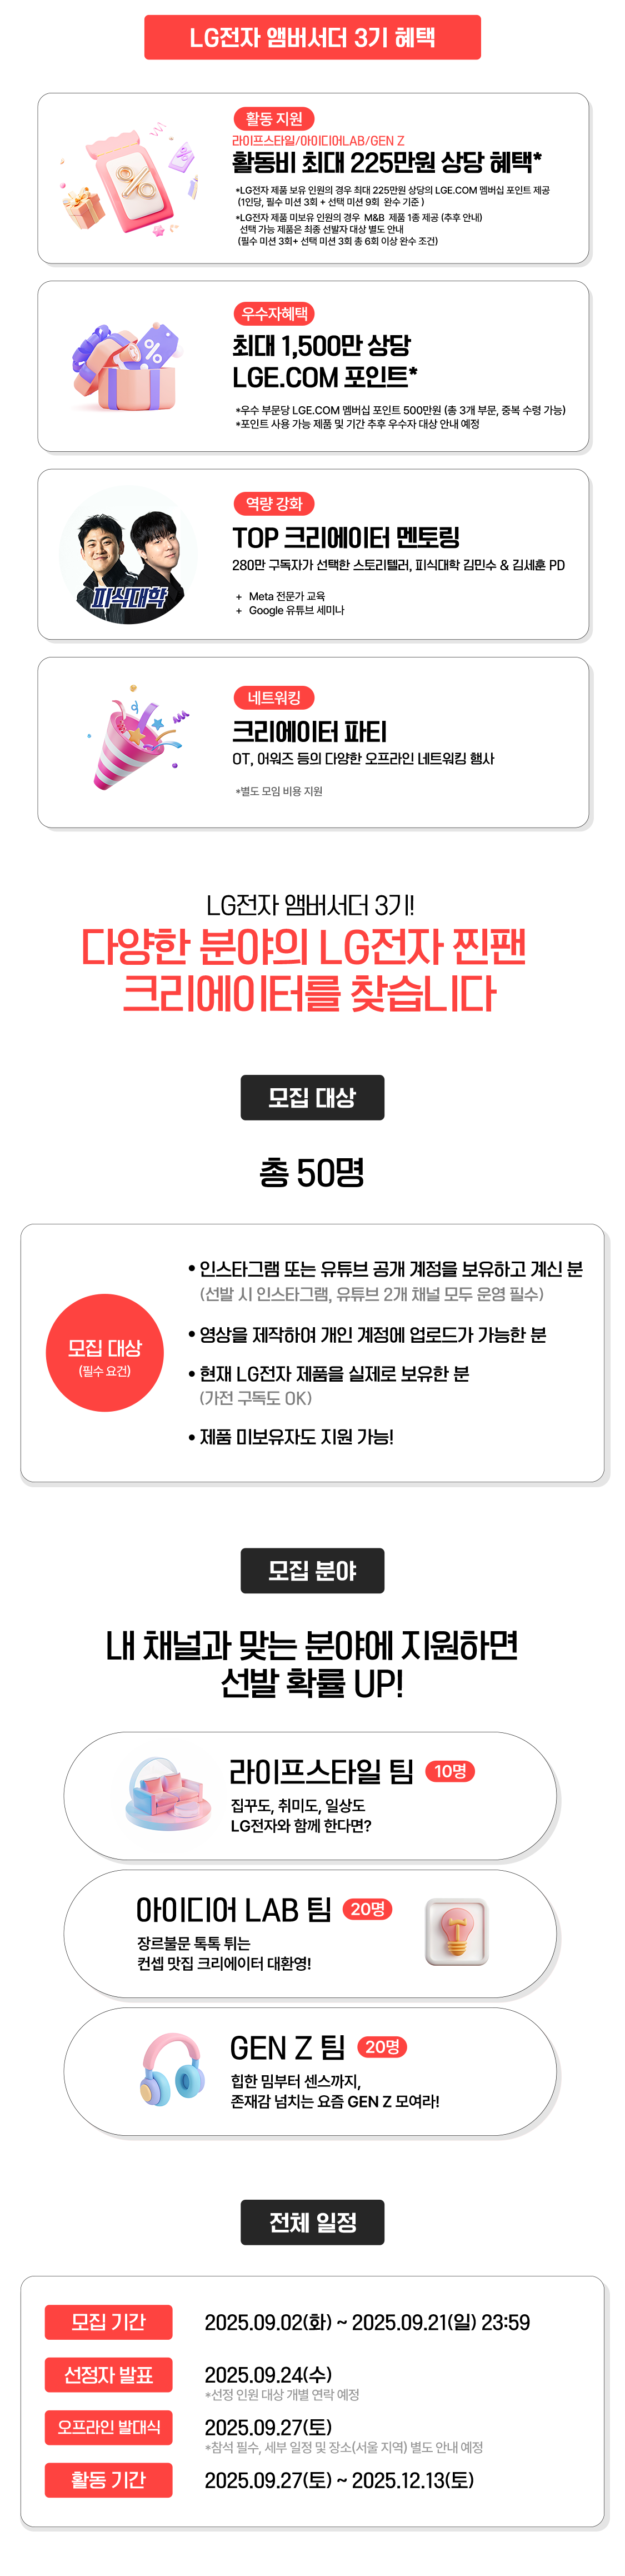 LG전자 앰버서더 3기 혜택
활동 지원
라이프스타일/아이디어LAB/GEN Z
활동비 최대 225만원 상당 혜택*
*LG전자 제품 보유 인원의 경우 최대 225만원 상당의 LGE.COM 멤버십 포인트 제공
(1인당, 필수 미션 3회 + 선택 미션 9회 완수 기준 )
*LG전자 제품 미보유 인원의 경우 M&B 제품 1종 제공 (추후 안내)
선택 가능 제품은 최종 선발자 대상 별도 안내
(필수 미션 3회+ 선택 미션 3회 총 6회 이상 완수 조건)
우수자혜택
최대 1,500만 상당
LGE.COM 포인트*
*우수 부문당 LGE.COM 멤버십 포인트 500만원 (총 3개 부문, 중복 수령 가능)
*포인트 사용 가능 제품 및 기간 추후 우수자 대상 안내 예정
피식대학
역량 강화
TOP 크리에이터 멘토링
280만 구독자가 선택한 스토리텔러, 피식대학 김민수 & 김세훈 PD
+ Meta 전문가 교육
+ Google 유튜브 세미나
네트워킹
크리에이터 파티
OT, 어워즈 등의 다양한 오프라인 네트워킹 행사
*별도 모임 비용 지원
LG전자 앰버서더 3기!
다양한 분야의 LG전자 찐팬
크리에이터를 찾습니다
모집 대상
총 50명
모집 대상
(필수 요건)
• 인스타그램 또는 유튜브 공개 계정을 보유하고 계신 분
(선발 시 인스타그램, 유튜브 2개 채널 모두 운영 필수)
• 영상을 제작하여 개인 계정에 업로드가 가능한 분
• 현재 LG전자 제품을 실제로 보유한 분
(가전 구독도 OK)
• 제품 미보유자도 지원 가능!
모집 분야
내 채널과 맞는 분야에 지원하면
선발 확률 UP!
라이프스타일 팀 10명
집꾸도, 취미도, 일상도
LG전자와 함께 한다면?
아이디어 LAB 팀 20명
장르불문 톡톡 튀는
컨셉 맛집 크리에이터 대환영!
GEN Z 팀 20명
힙한 밈부터 센스까지,
존재감 넘치는 요즘 GEN Z 모여라!
전체 일정
모집 기간 2025.09.02(화) ~ 2025.09.21(일) 23:59
선정자 발표 2025.09.24(수)
*선정 인원 대상 개별 연락 예정
오프라인 발대식 2025.09.27(토)
*참석 필수, 세부 일정 및 장소(서울 지역) 별도 안내 예정
활동 기간 2025.09.27(토) ~ 2025.12.13(토)